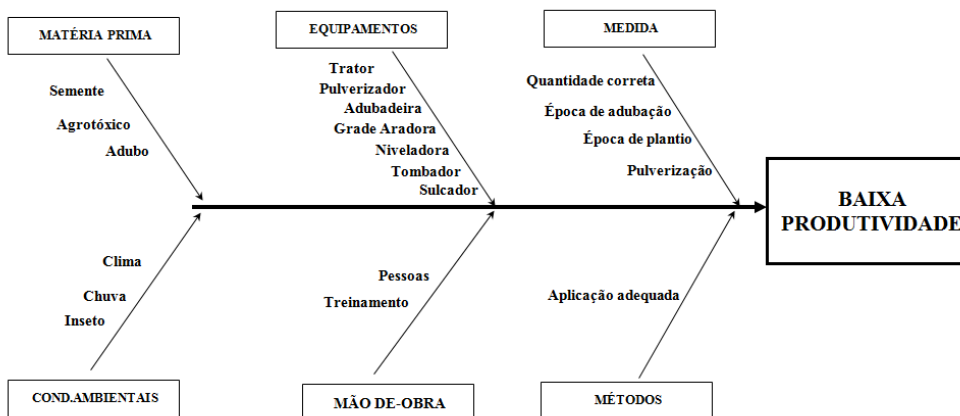 MATÉRIA PRIMA
Semente
Agrotóxico
Adubo
EQUIPAMENTOS
Trator
Pulverizador
Adubadeira
Grade Aradora
Niveladora
Tombador
Sulcador
MEDIDA
Quantidade correta
Época de adubação
Época de plantio
Pulverização
BAIXA
PRODUTIVIDADE
Clima
Chuva
Inseto
COND.AMBIENTAIS
Pessoas
Treinamento
MÃO DE-OBRA
Aplicação adequada
MÉTODOS